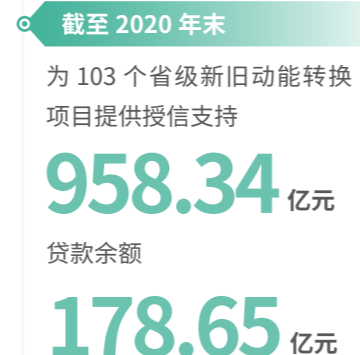 截至 2020 年末
为 103 个省级新旧动能转换
项目提供授信支持
958.34 亿元
贷款余额
178.65 亿元